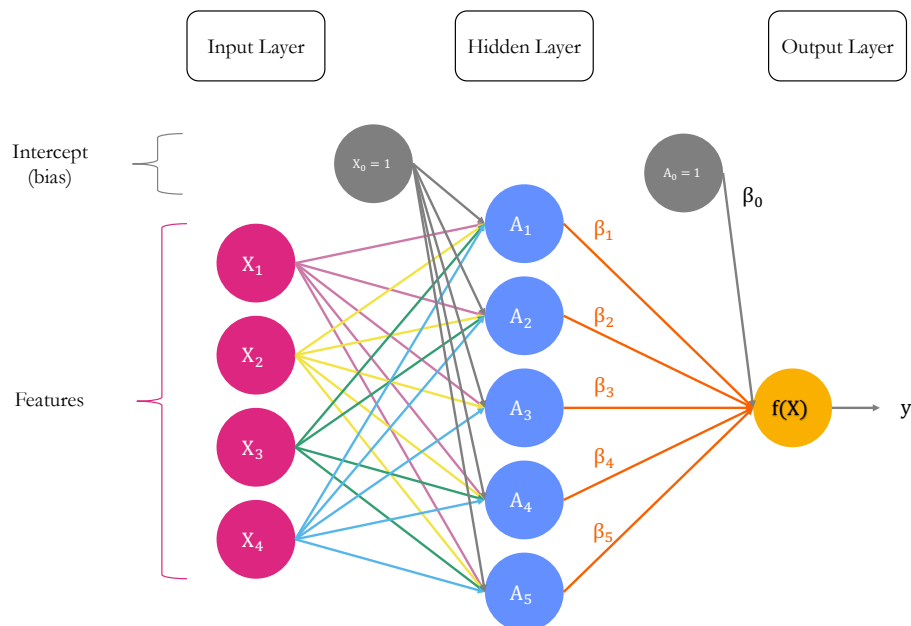 Input Layer
Hidden Layer
Output Layer
Intercept
(bias)
X₀ = 1
A₀ = 1
β₀
Features
X₁
X₂
X₃
X₄
A₁
A₂
A₃
A₄
A₅
β₁
β₂
β₃
β₄
β₅
f(X)
y